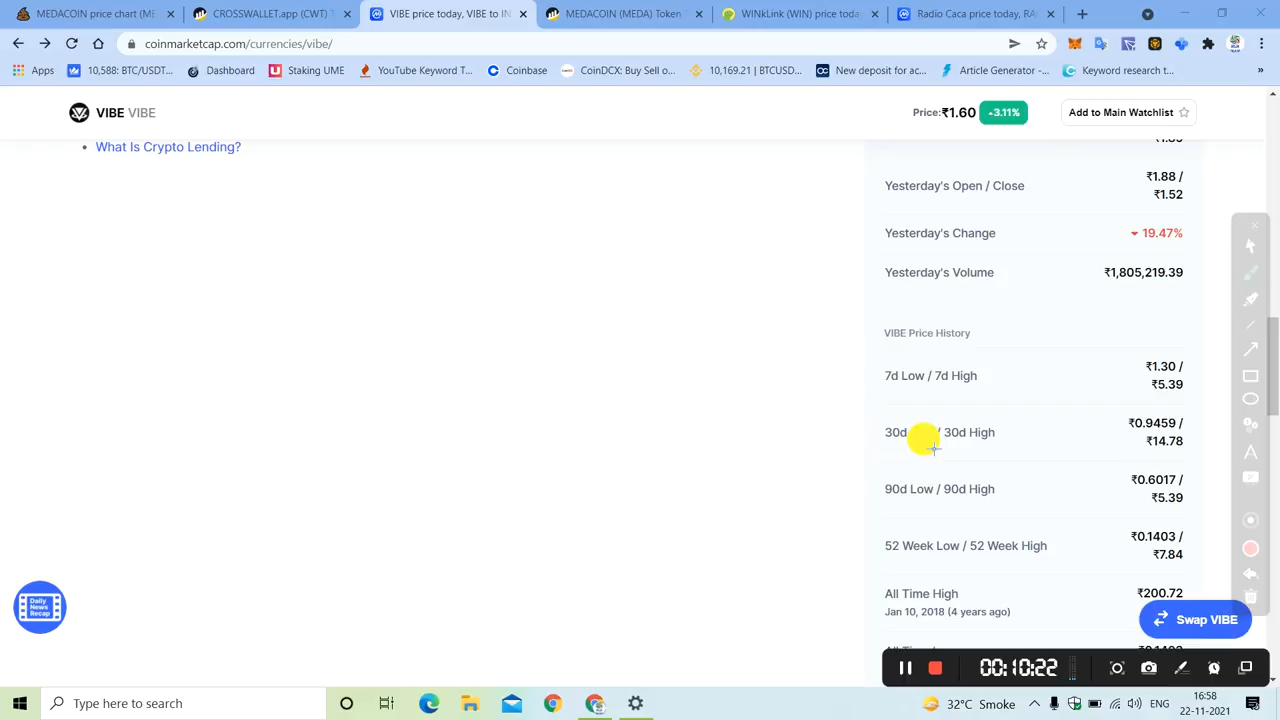 MEDACOIN (MEDA) price chart
CROSSWALLET.app (CWT) T
VIBE price today, VIBE to IN
MEDACOIN (MEDA) Token T
WINkLink (WIN) price today
Radio Caca price today, RA
coinmarketcap.com/currencies/vibe/
Apps
10,588: BTC/USDT...
Dashboard
Staking UME
YouTube Keyword T...
Coinbase
CoinDCX: Buy Sell o...
10,169.21 | BTCUSD...
New deposit for ac...
Article Generator -...
Keyword research t...
»
VIBE VIBE
Price:₹1.60 3.11%
Add to Main Watchlist
What Is Crypto Lending?
Yesterday's Open / Close
₹1.88 /
₹1.52
Yesterday's Change
19.47%
Yesterday's Volume
₹1,805,219.39
VIBE Price History
7d Low / 7d High
₹1.30 /
₹5.39
30d / 30d High
₹0.9459 /
₹14.78
90d Low / 90d High
₹0.6017 /
₹5.39
52 Week Low / 52 Week High
₹0.1403 /
₹7.84
All Time High
₹200.72
Jan 10, 2018 (4 years ago)
Daily
News
Recap
Swap VIBE
00:10:22
Type here to search
32°C Smoke
ENG
16:58
22-11-2021